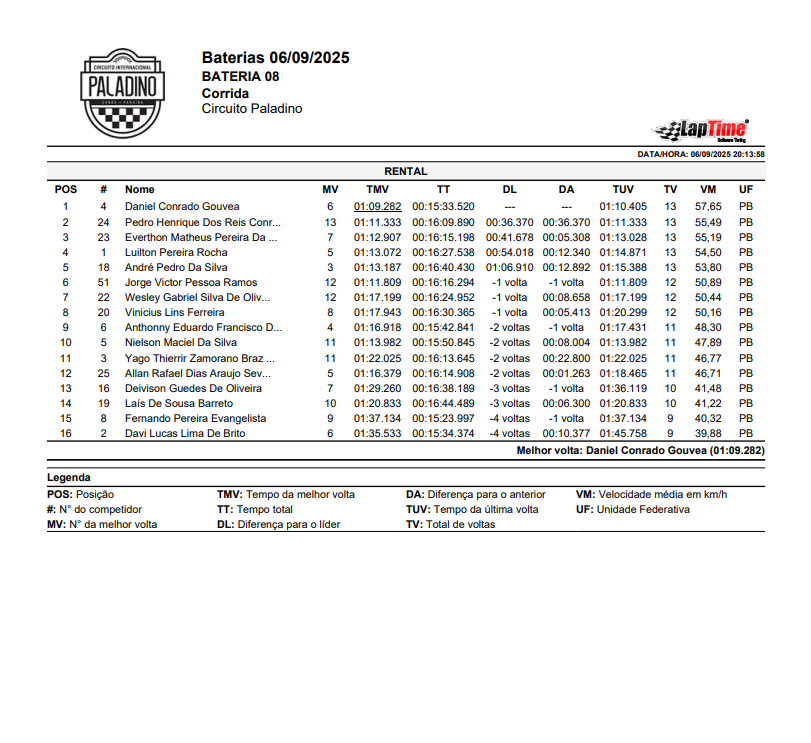 CIRCUITO INTERNACIONAL
PALADINO
CONDE - PARAÍBA
Baterias 06/09/2025
BATERIA 08
Corrida
Circuito Paladino
LapTime
Software Timing
DATA/HORA: 06/09/2025 20:13:58
RENTAL
POS # Nome MV TMV TT DL DA TUV TV VM UF
1 4 Daniel Conrado Gouvea 6 01:09.282 00:15:33.520 --- --- 01:10.405 13 57,65 PB
2 24 Pedro Henrique Dos Reis Conr... 13 01:11.333 00:16:09.890 00:36.370 00:36.370 01:11.333 13 55,49 PB
3 23 Everthon Matheus Pereira Da ... 7 01:12.907 00:16:15.198 00:41.678 00:05.308 01:13.028 13 55,19 PB
4 1 Luilton Pereira Rocha 5 01:13.072 00:16:27.538 00:54.018 00:12.340 01:14.871 13 54,50 PB
5 18 André Pedro Da Silva 3 01:13.187 00:16:40.430 01:06.910 00:12.892 01:15.388 13 53,80 PB
6 51 Jorge Victor Pessoa Ramos 12 01:11.809 00:16:16.294 -1 volta -1 volta 01:11.809 12 50,89 PB
7 22 Wesley Gabriel Silva De Oliv... 12 01:17.199 00:16:24.952 -1 volta 00:08.658 01:17.199 12 50,44 PB
8 20 Vinicius Lins Ferreira 8 01:17.943 00:16:30.365 -1 volta 00:05.413 01:20.299 12 50,16 PB
9 6 Anthonny Eduardo Francisco D... 4 01:16.918 00:15:42.841 -2 voltas -1 volta 01:17.431 11 48,30 PB
10 5 Nielson Maciel Da Silva 11 01:13.982 00:15:50.845 -2 voltas 00:08.004 01:13.982 11 47,89 PB
11 3 Yago Thierrir Zamorano Braz ... 11 01:22.025 00:16:13.645 -2 voltas 00:22.800 01:22.025 11 46,77 PB
12 25 Allan Rafael Dias Araujo Sev... 5 01:16.379 00:16:14.908 -2 voltas 00:01.263 01:18.465 11 46,71 PB
13 16 Deivison Guedes De Oliveira 7 01:29.260 00:16:38.189 -3 voltas -1 volta 01:36.119 10 41,48 PB
14 19 Laís De Sousa Barreto 10 01:20.833 00:16:44.489 -3 voltas 00:06.300 01:20.833 10 41,22 PB
15 8 Fernando Pereira Evangelista 9 01:37.134 00:15:23.997 -4 voltas -1 volta 01:37.134 9 40,32 PB
16 2 Davi Lucas Lima De Brito 6 01:35.533 00:15:34.374 -4 voltas 00:10.377 01:45.758 9 39,88 PB
Melhor volta: Daniel Conrado Gouvea (01:09.282)
Legenda
POS: Posição TMV: Tempo da melhor volta DA: Diferença para o anterior VM: Velocidade média em km/h
#: N° do competidor TT: Tempo total TUV: Tempo da última volta UF: Unidade Federativa
MV: N° da melhor volta DL: Diferença para o líder TV: Total de voltas